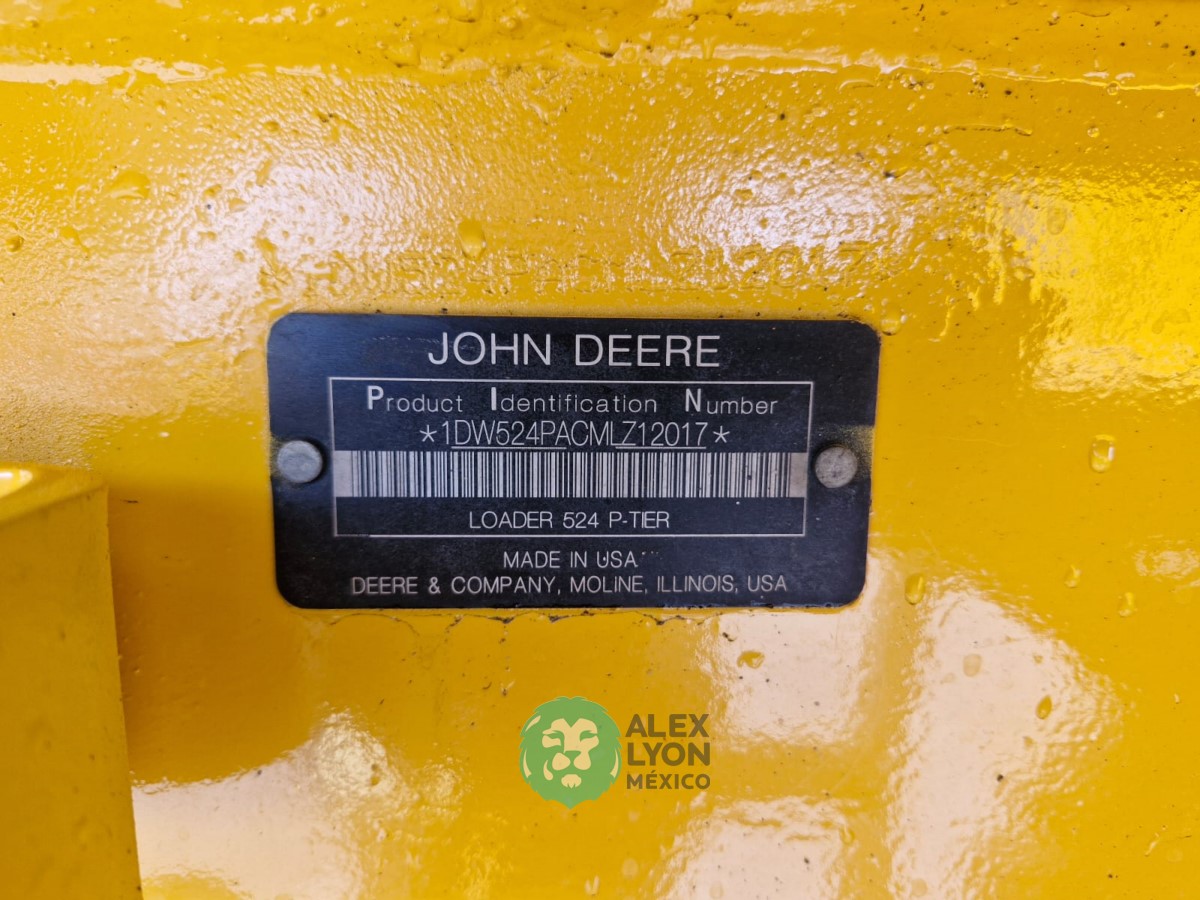 JOHN DEERE
Product Identification Number
*1DW524PACMLZ12017*
LOADER 524 P-TIER
MADE IN USA
DEERE & COMPANY, MOLINE, ILLINOIS, USA
ALEX
LYON
MÉXICO